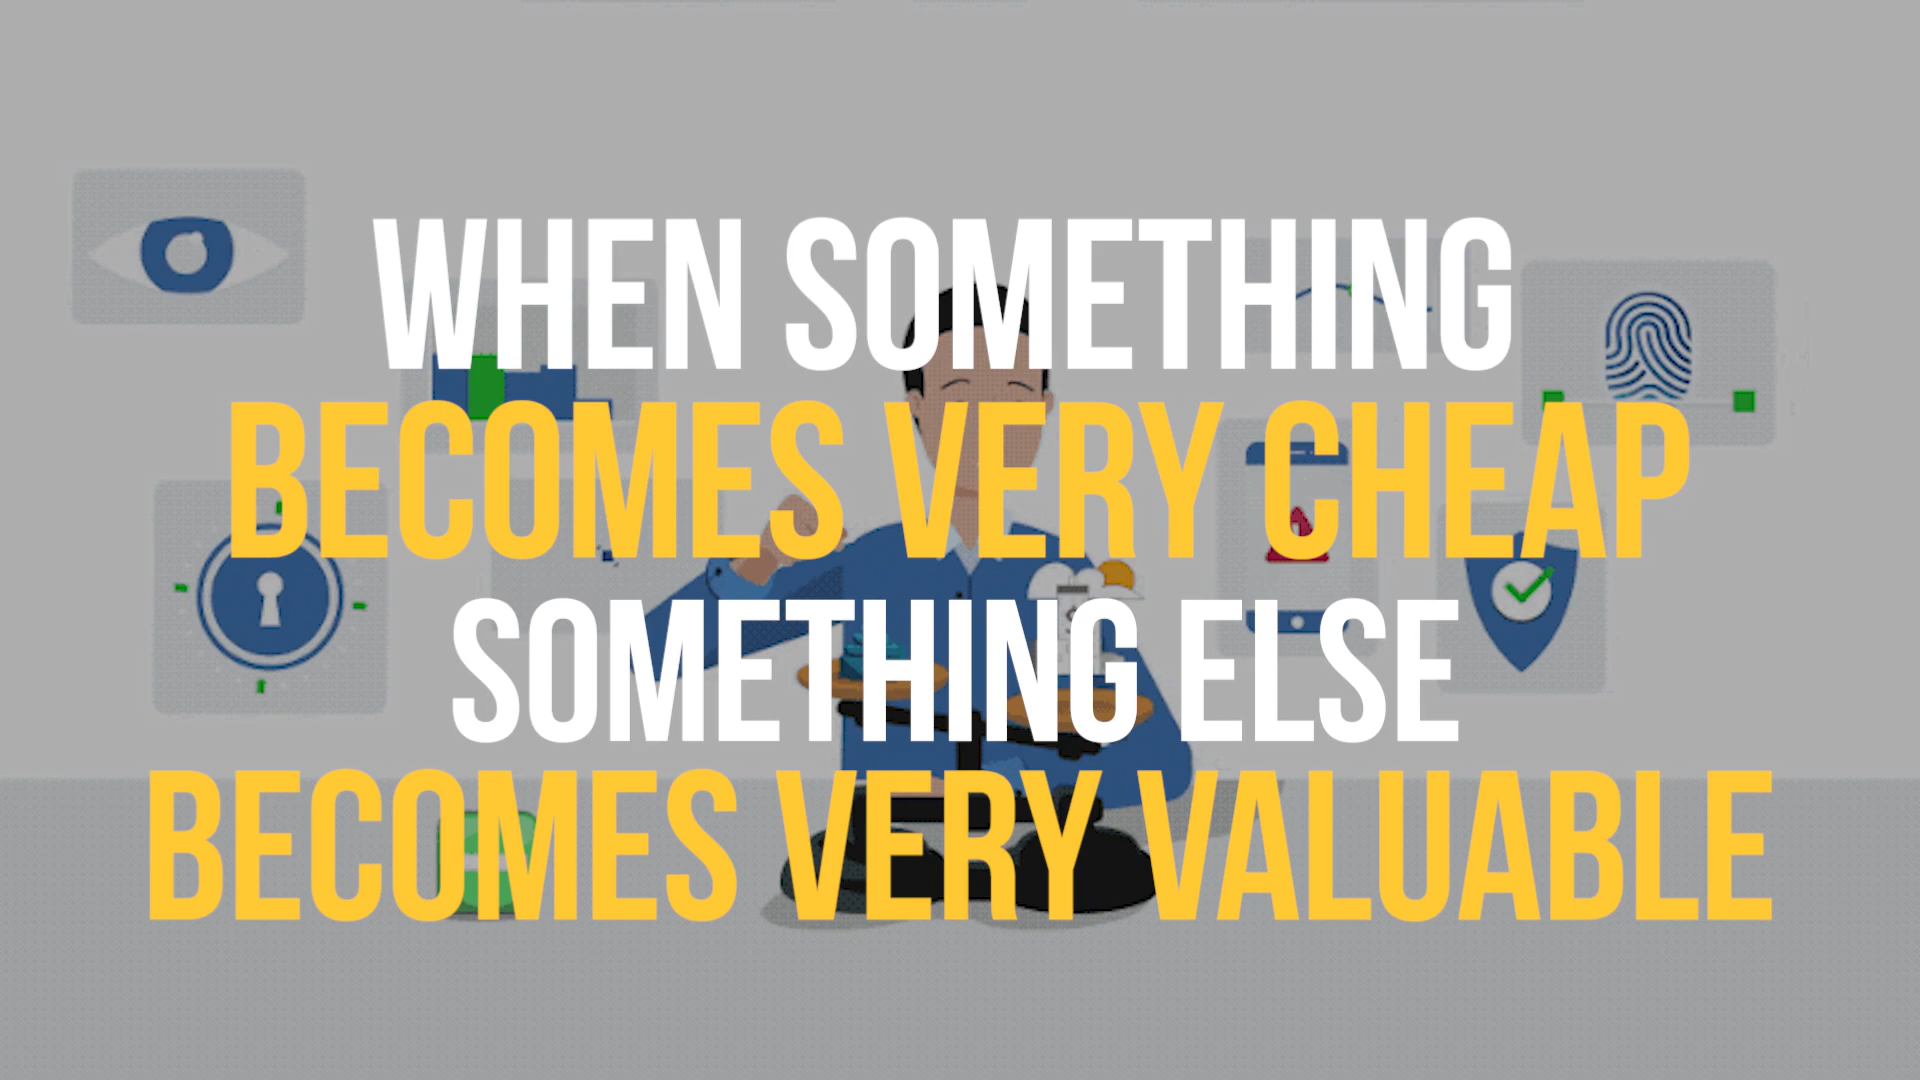 WHEN SOMETHING
BECOMES VERY CHEAP
SOMETHING ELSE
BECOMES VERY VALUABLE